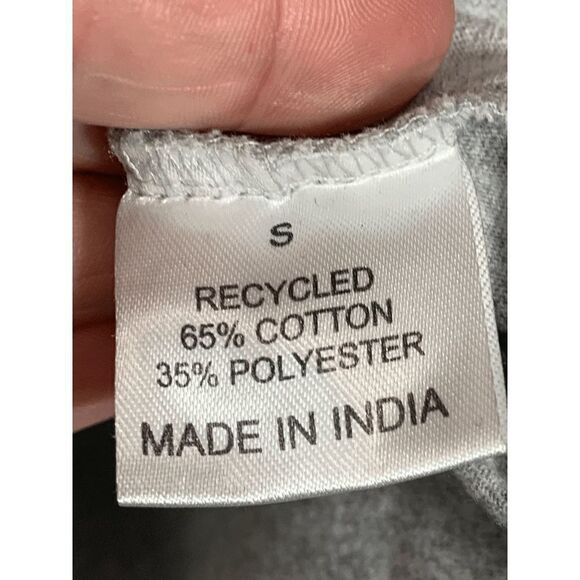 S
RECYCLED
65% COTTON
35% POLYESTER
MADE IN INDIA